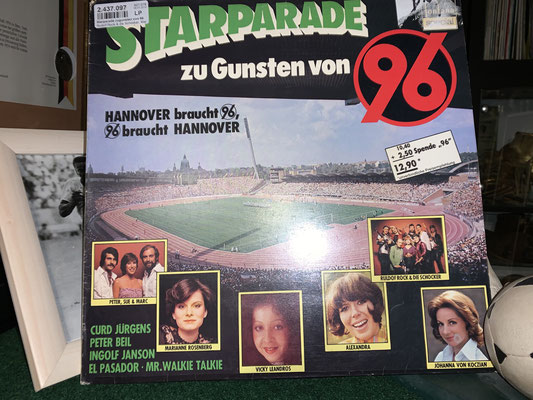 2.437.097
LP
STARPARADE
zu Gunsten von
96
HANNOVER braucht 96,
96 braucht HANNOVER
10,40
+ 2,50 Spende „96“
12,90*
PETER, SUE & MARC
MARIANNE ROSENBERG
VICKY LEANDROS
ALEXANDRA
RUDOLF ROCK & DIE SCHOCKER
JOHANNA VON KOCZIAN
CURD JÜRGENS
PETER BEIL
INGOLF JANSON
EL PASADOR · MR. WALKIE TALKIE